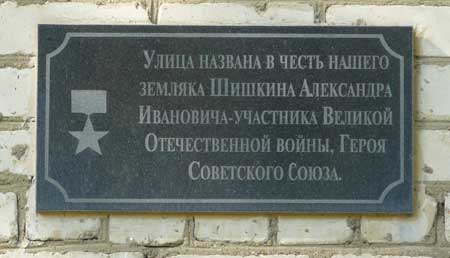 Улица названа в честь нашего
земляка Шишкина Александра
Ивановича-участника Великой
Отечественной войны, Героя
Советского Союза.